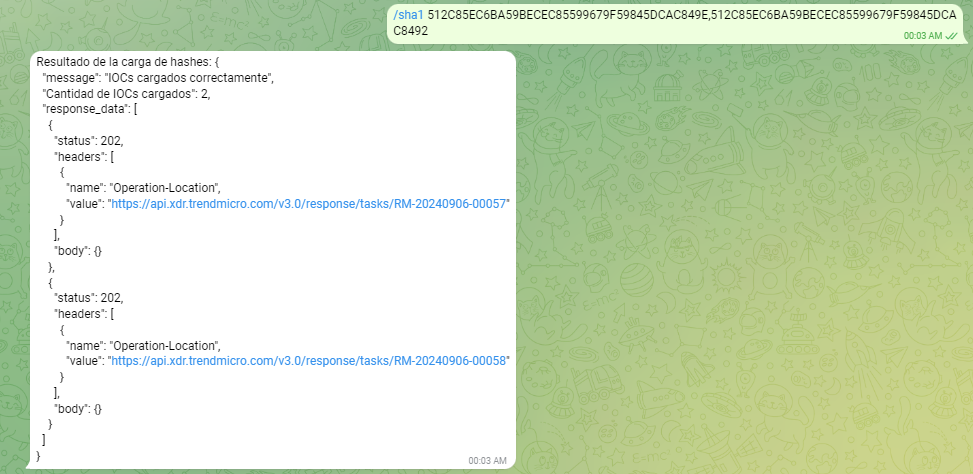 /sha1 512C85EC6BA59BECEC85599679F59845DCAC849E,512C85EC6BA59BECEC85599679F59845DCA
C8492
00:03 AM
Resultado de la carga de hashes: {
"message": "IOCs cargados correctamente",
"Cantidad de IOCs cargados": 2,
"response_data": [
{
"status": 202,
"headers": [
{
"name": "Operation-Location",
"value": "https://api.xdr.trendmicro.com/v3.0/response/tasks/RM-20240906-00057"
}
],
"body": {}
},
{
"status": 202,
"headers": [
{
"name": "Operation-Location",
"value": "https://api.xdr.trendmicro.com/v3.0/response/tasks/RM-20240906-00058"
}
],
"body": {}
}
]
}
00:03 AM